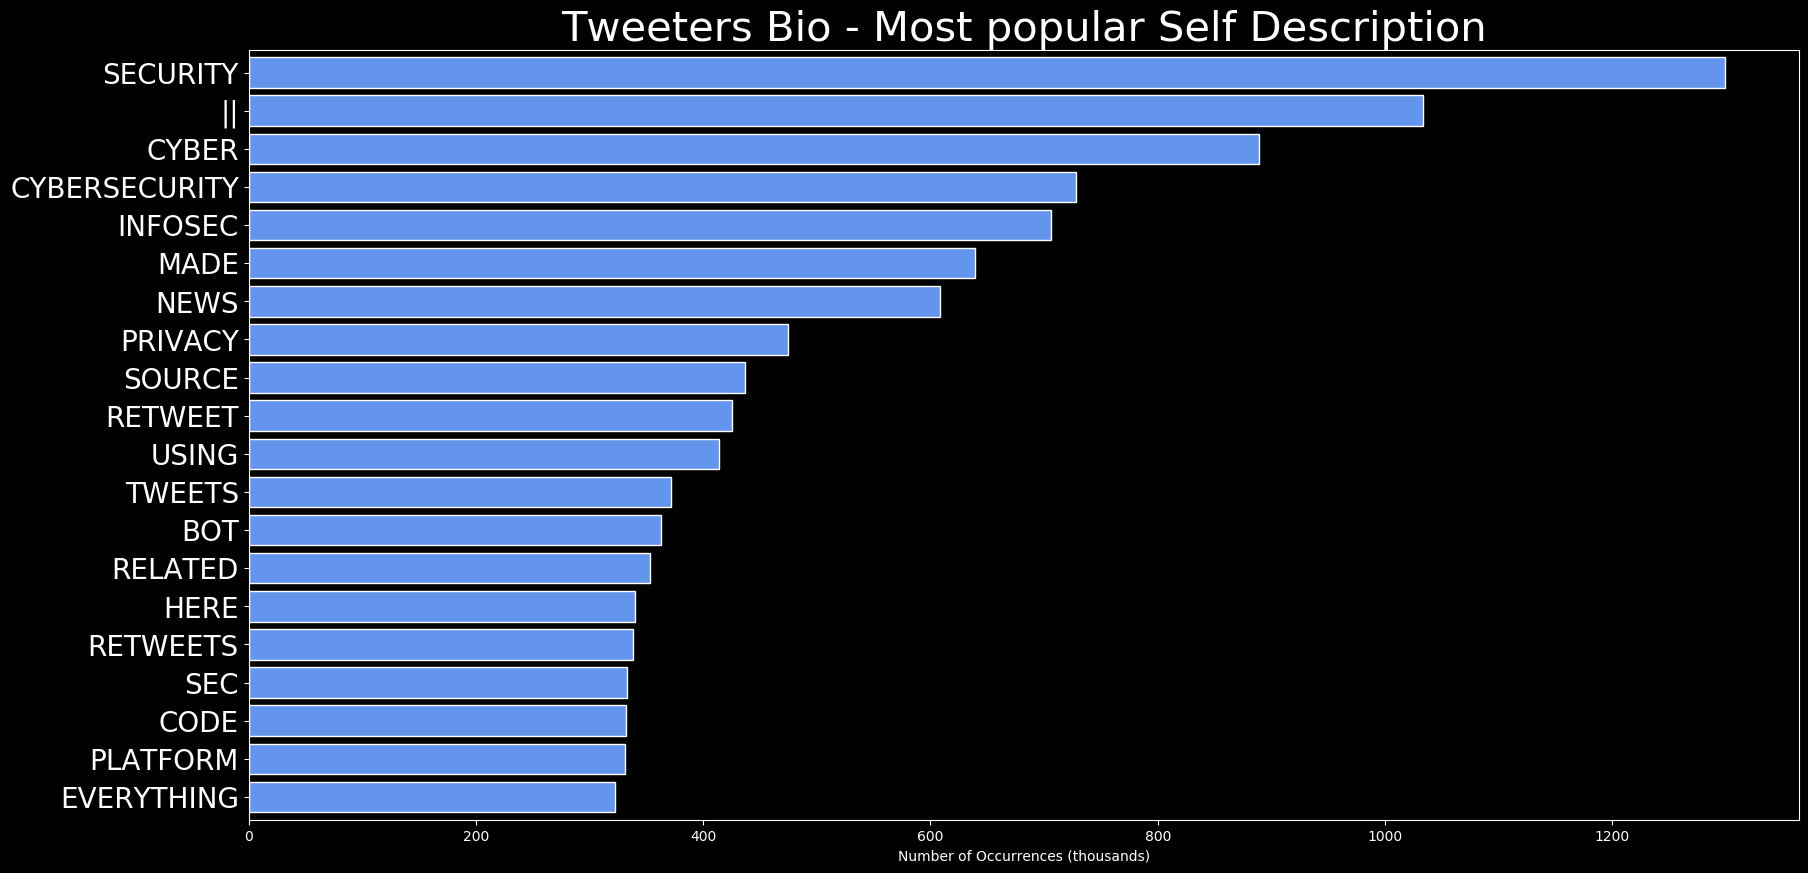 Tweeters Bio - Most popular Self Description
SECURITY
||
CYBER
CYBERSECURITY
INFOSEC
MADE
NEWS
PRIVACY
SOURCE
RETWEET
USING
TWEETS
BOT
RELATED
HERE
RETWEETS
SEC
CODE
PLATFORM
EVERYTHING
0 200 400 600 800 1000 1200
Number of Occurrences (thousands)